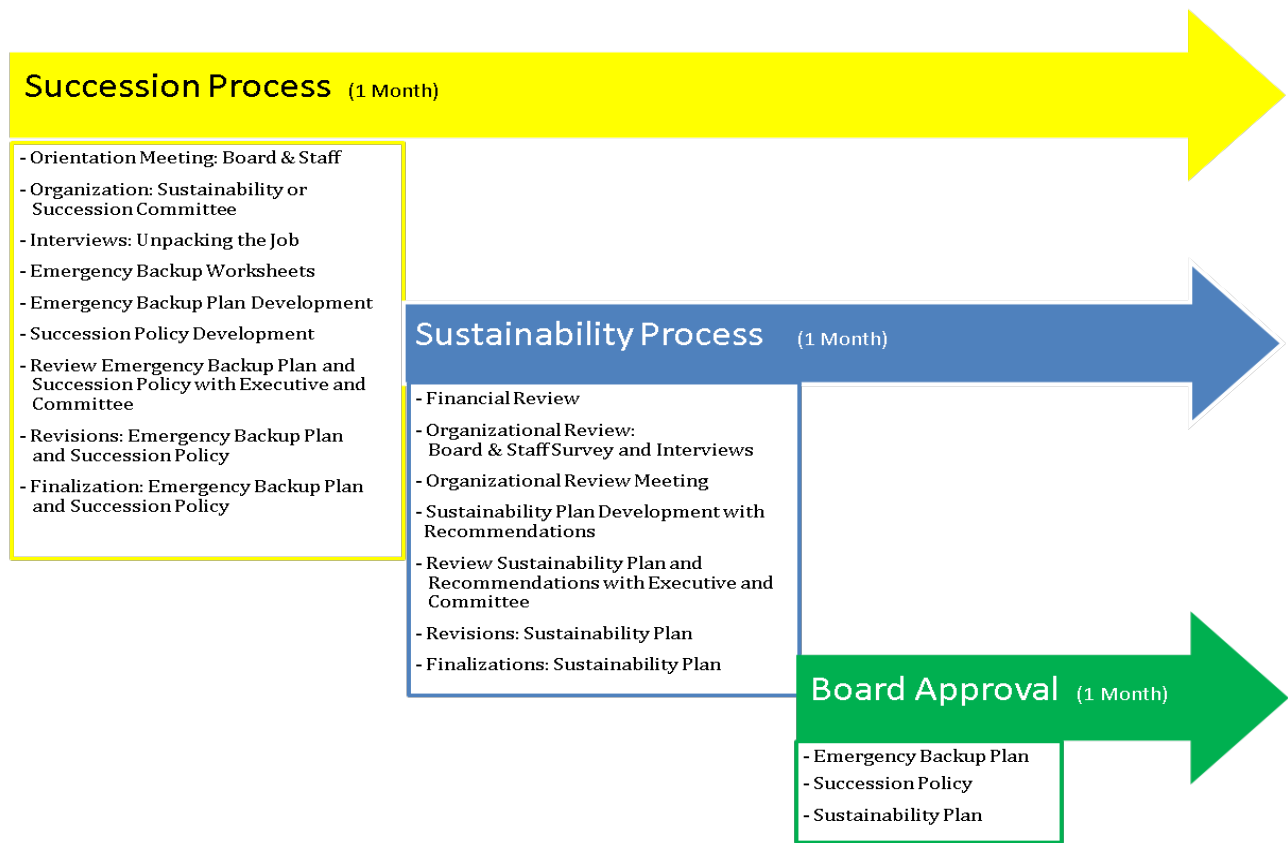 Succession Process (1 Month)
- Orientation Meeting: Board & Staff
- Organization: Sustainability or
Succession Committee
- Interviews: Unpacking the Job
- Emergency Backup Worksheets
- Emergency Backup Plan Development
- Succession Policy Development
- Review Emergency Backup Plan and
Succession Policy with Executive and
Committee
- Revisions: Emergency Backup Plan
and Succession Policy
- Finalization: Emergency Backup Plan
and Succession Policy
Sustainability Process (1 Month)
- Financial Review
- Organizational Review:
Board & Staff Survey and Interviews
- Organizational Review Meeting
- Sustainability Plan Development with
Recommendations
- Review Sustainability Plan and
Recommendations with Executive and
Committee
- Revisions: Sustainability Plan
- Finalizations: Sustainability Plan
Board Approval (1 Month)
- Emergency Backup Plan
- Succession Policy
- Sustainability Plan